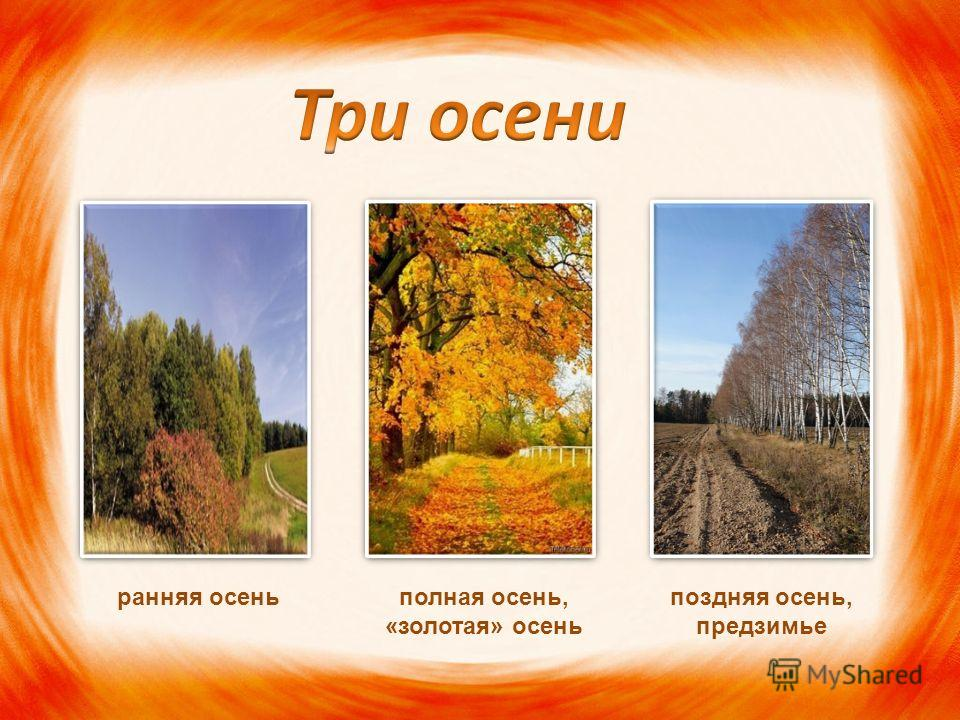 Три осени
ранняя осень
полная осень,
«золотая» осень
поздняя осень,
предзимье
MyShared